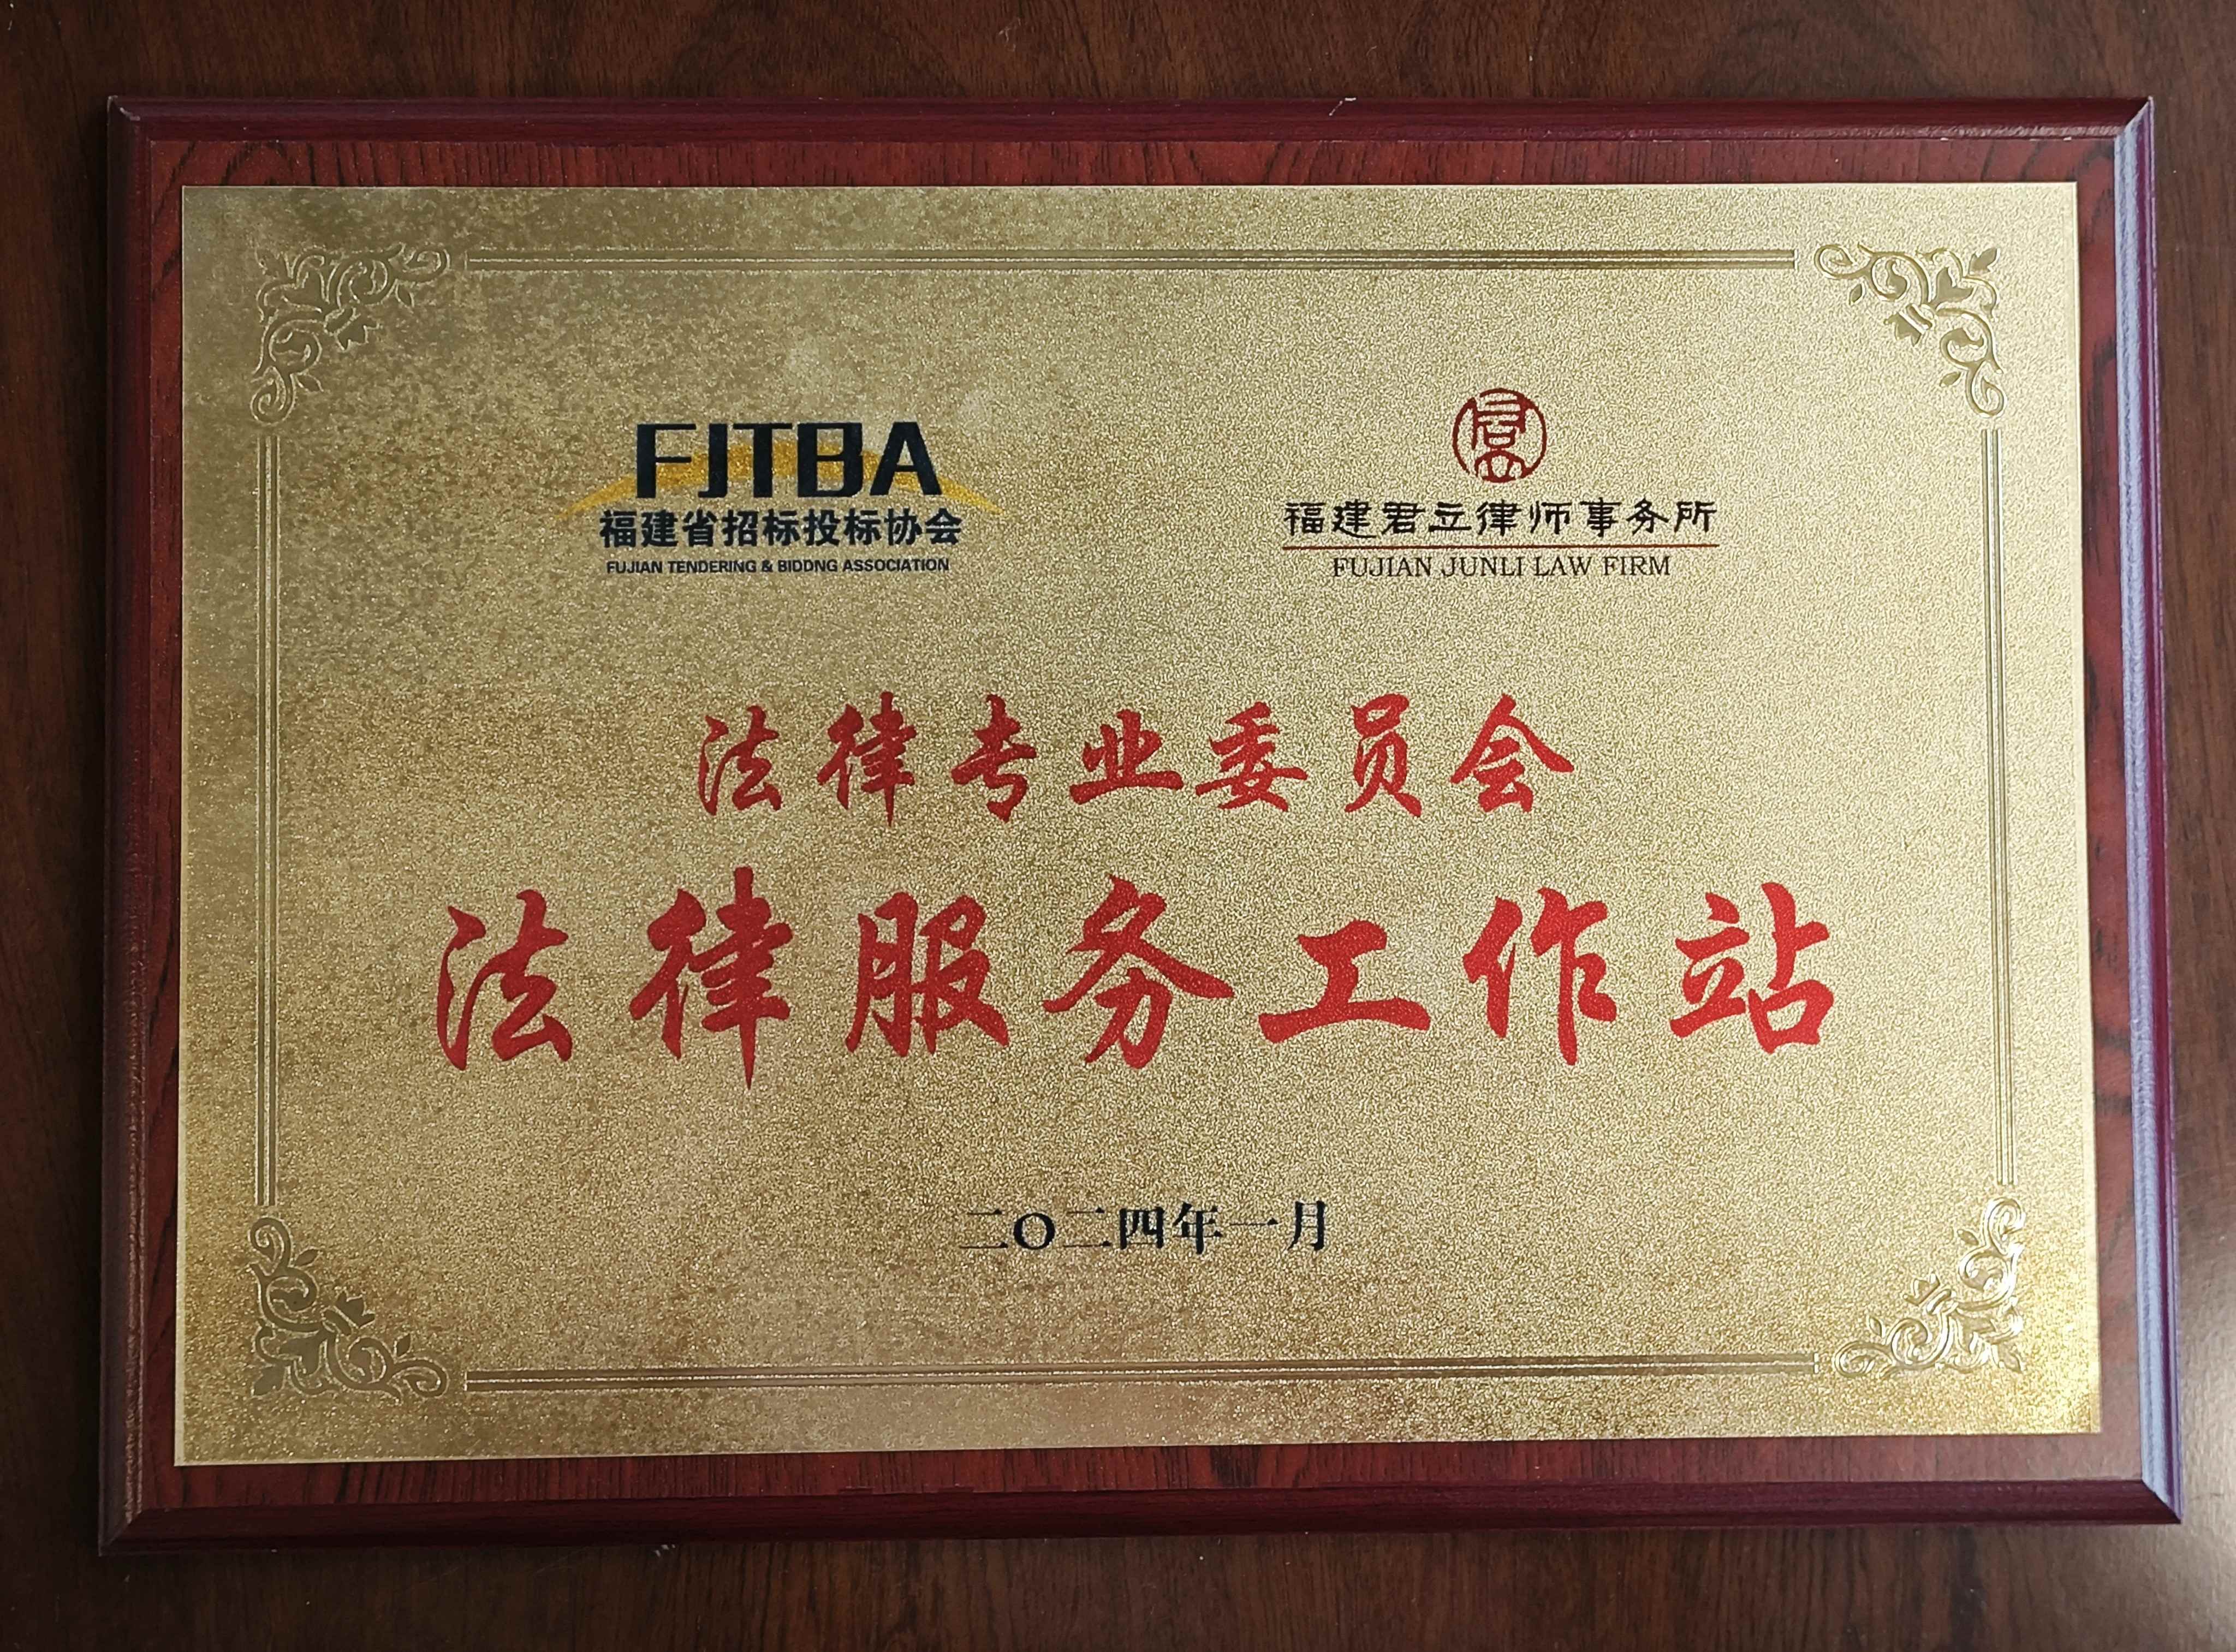 FJTBA
福建省招标投标协会
FUJIAN TENDERING & BIDDNG ASSOCIATION
君立
福建君立律师事务所
FUJIAN JUNLI LAW FIRM
法律专业委员会
法律服务工作站
二〇二四年一月